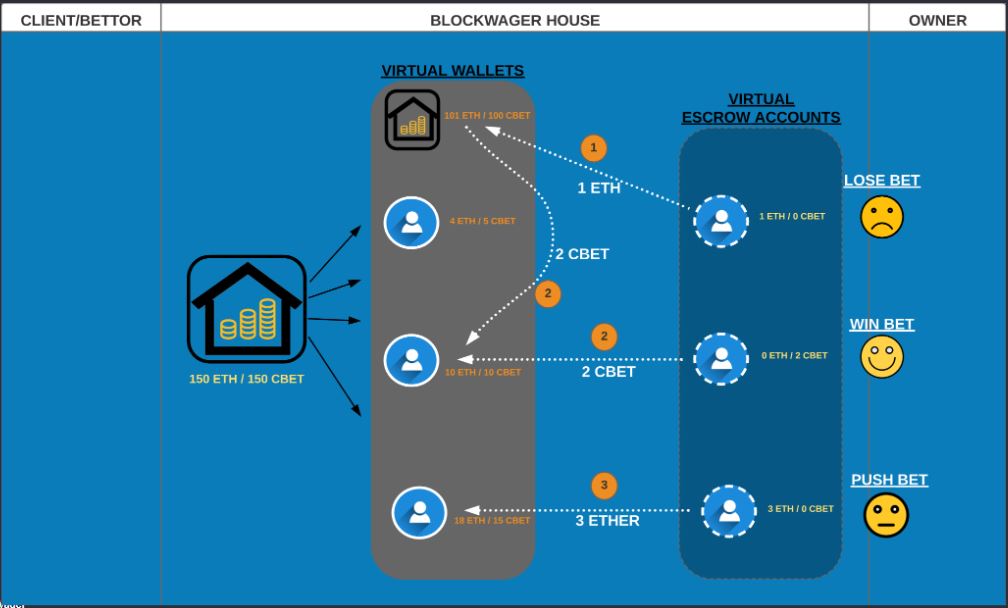 CLIENT/BETTOR
BLOCKWAGER HOUSE
OWNER
VIRTUAL WALLETS
VIRTUAL
ESCROW ACCOUNTS
101 ETH / 100 CBET
1
1 ETH
LOSE BET
4 ETH / 5 CBET
1 ETH / 0 CBET
2 CBET
2
WIN BET
2
0 ETH / 2 CBET
10 ETH / 10 CBET
2 CBET
150 ETH / 150 CBET
PUSH BET
3
3 ETH / 0 CBET
18 ETH / 15 CBET
3 ETHER